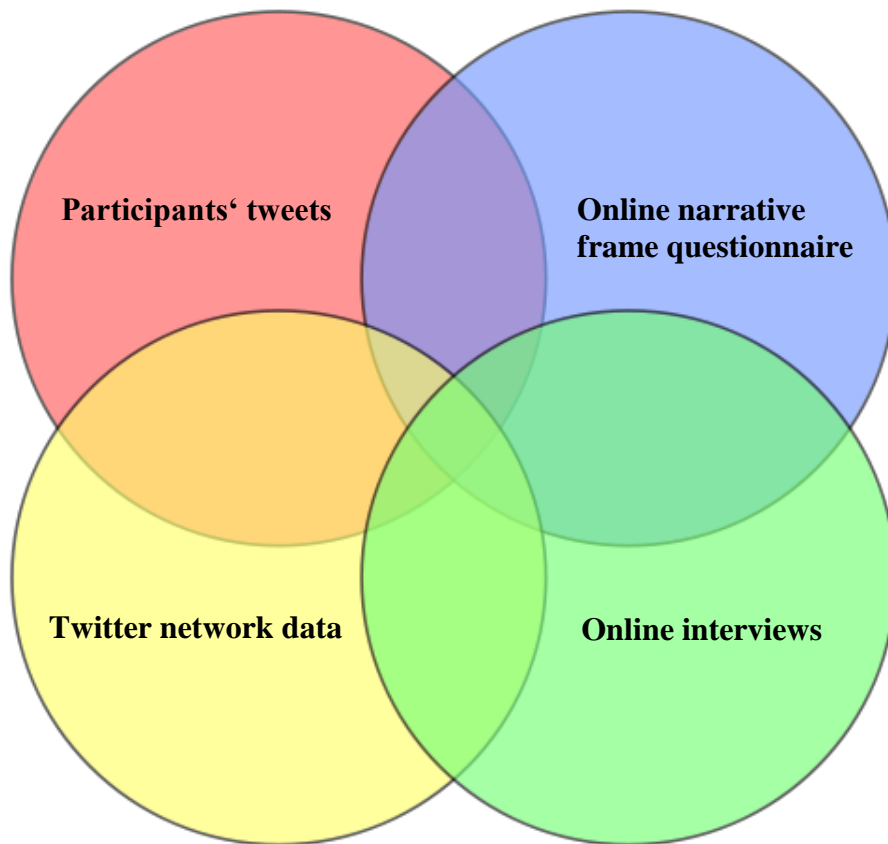 Participants‘ tweets
Online narrative
frame questionnaire
Twitter network data
Online interviews